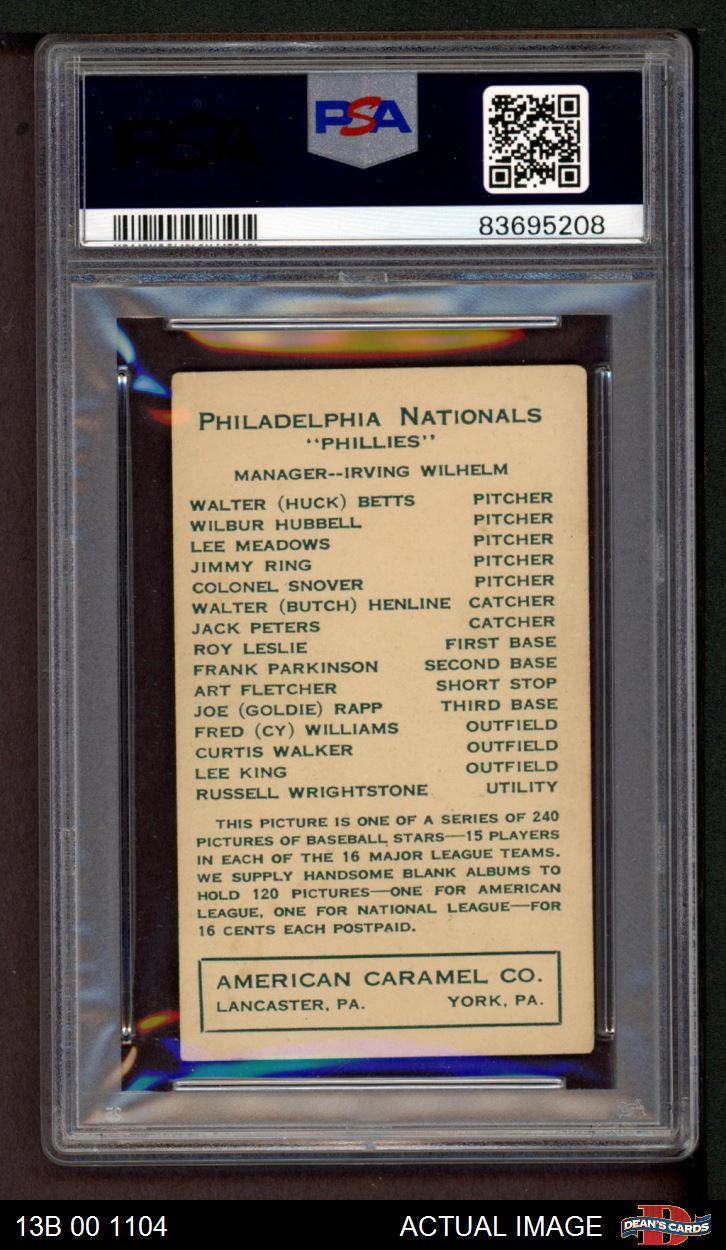 PSA
PSA
83695208
PHILADELPHIA NATIONALS
"PHILLIES"
MANAGER--IRVING WILHELM
WALTER (HUCK) BETTS PITCHER
WILBUR HUBBELL PITCHER
LEE MEADOWS PITCHER
JIMMY RING PITCHER
COLONEL SNOVER PITCHER
WALTER (BUTCH) HENLINE CATCHER
JACK PETERS CATCHER
ROY LESLIE FIRST BASE
FRANK PARKINSON SECOND BASE
ART FLETCHER SHORT STOP
JOE (GOLDIE) RAPP THIRD BASE
FRED (CY) WILLIAMS OUTFIELD
CURTIS WALKER OUTFIELD
LEE KING OUTFIELD
RUSSELL WRIGHTSTONE UTILITY
THIS PICTURE IS ONE OF A SERIES OF 240
PICTURES OF BASEBALL STARS—15 PLAYERS
IN EACH OF THE 16 MAJOR LEAGUE TEAMS.
WE SUPPLY HANDSOME BLANK ALBUMS TO
HOLD 120 PICTURES—ONE FOR AMERICAN
LEAGUE, ONE FOR NATIONAL LEAGUE—FOR
16 CENTS EACH POSTPAID.
AMERICAN CARAMEL CO.
LANCASTER, PA. YORK, PA.
13B 00 1104 ACTUAL IMAGE DEAN'S CARDS